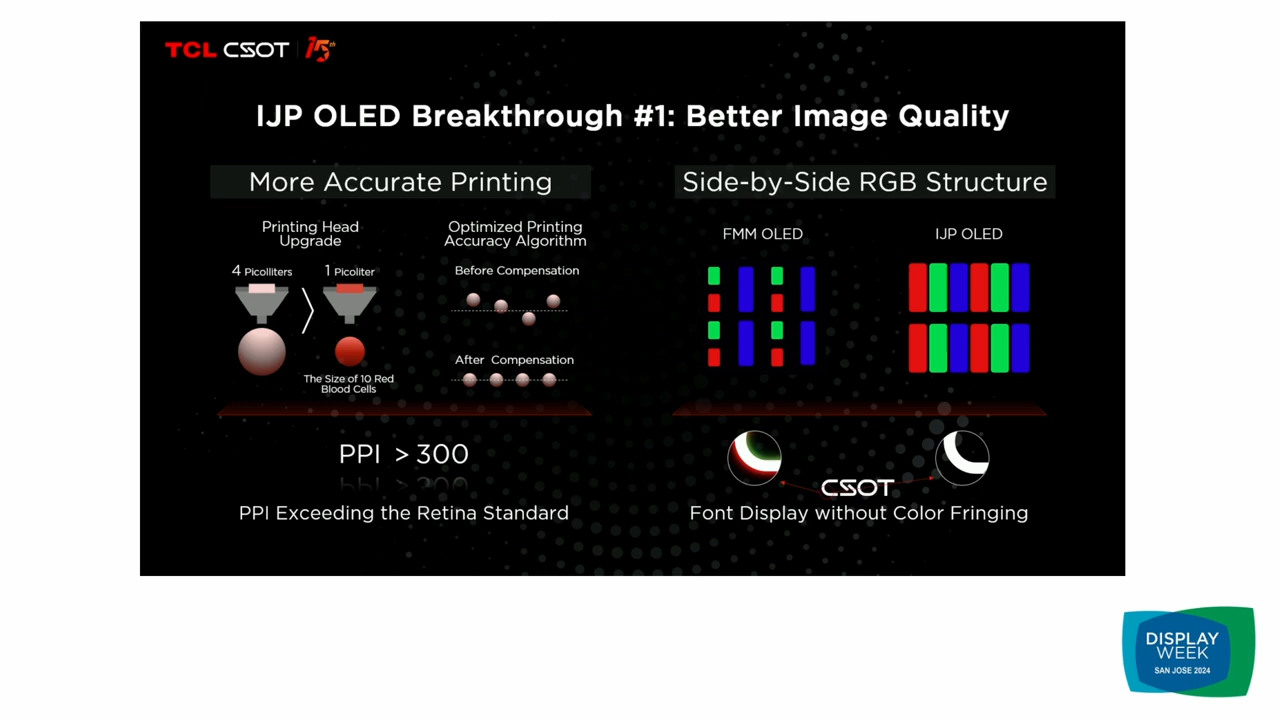 TCL CSOT 15th
IJP OLED Breakthrough #1: Better Image Quality
More Accurate Printing
Printing Head
Upgrade
4 Picolliters
1 Picoliter
The Size of 10 Red
Blood Cells
Optimized Printing
Accuracy Algorithm
Before Compensation
After Compensation
PPI > 300
PPI Exceeding the Retina Standard
Side-by-Side RGB Structure
FMM OLED
IJP OLED
CSOT
Font Display without Color Fringing
DISPLAY
WEEK
SAN JOSE 2024